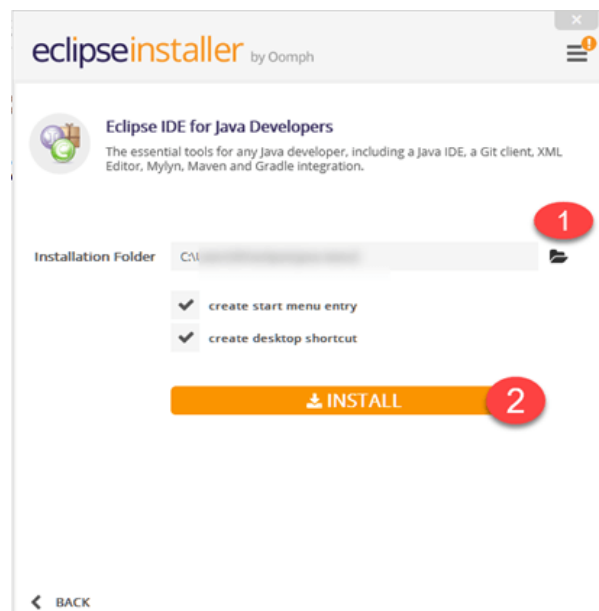 eclipseinstaller by Oomph
!
Eclipse IDE for Java Developers
The essential tools for any Java developer, including a Java IDE, a Git client, XML
Editor, Mylyn, Maven and Gradle integration.
1
Installation Folder C:\
create start menu entry
create desktop shortcut
INSTALL 2
BACK